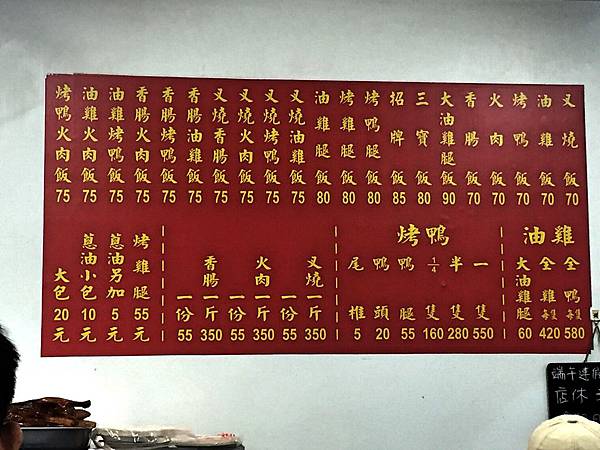 叉燒飯 70
油雞飯 70
烤鴨飯 70
火肉飯 70
香腸飯 70
大油雞腿飯 90
三寶飯 80
招牌飯 85
烤鴨腿飯 80
烤雞腿飯 80
油雞腿飯 80
叉燒油雞飯 75
叉燒烤鴨飯 75
叉燒火肉飯 75
叉燒香腸飯 75
香腸油雞飯 75
香腸烤鴨飯 75
香腸火肉飯 75
油雞烤鴨飯 75
油雞火肉飯 75
烤鴨火肉飯 75
油雞
全鴨每隻 580
全雞每隻 420
大油雞腿 60
烤鴨
一隻 550
半隻 280
¼隻 160
鴨腿 55
鴨頭 20
尾椎 5
叉燒
一斤 350
一份 55
火肉
一斤 350
一份 55
香腸
一斤 350
一份 55
烤雞腿 55元
蔥油另加 5元
蔥油小包 10元
大包 20元
端午連假
店休